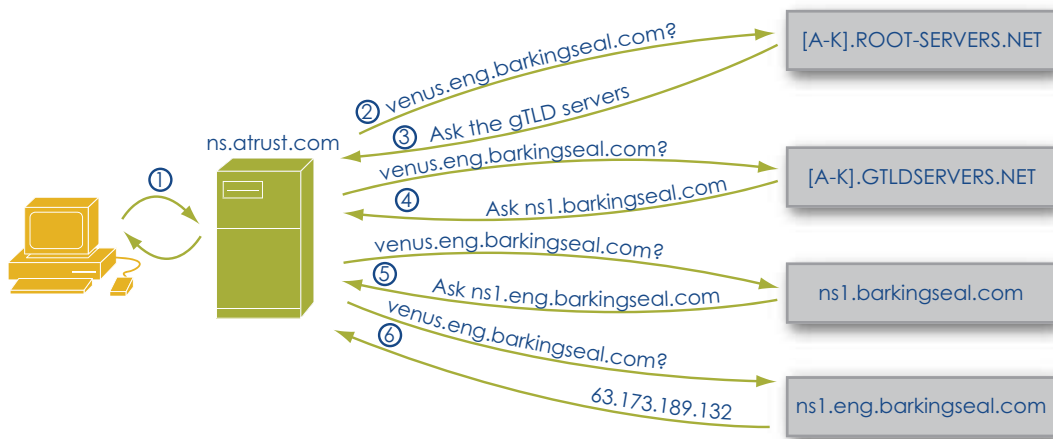 ② venus.eng.barkingseal.com?
[A-K].ROOT-SERVERS.NET
③ Ask the gTLD servers
ns.atrust.com
①
venus.eng.barkingseal.com?
[A-K].GTLDSERVERS.NET
④ Ask ns1.barkingseal.com
venus.eng.barkingseal.com?
⑤ Ask ns1.eng.barkingseal.com
ns1.barkingseal.com
venus.eng.barkingseal.com?
⑥
63.173.189.132
ns1.eng.barkingseal.com